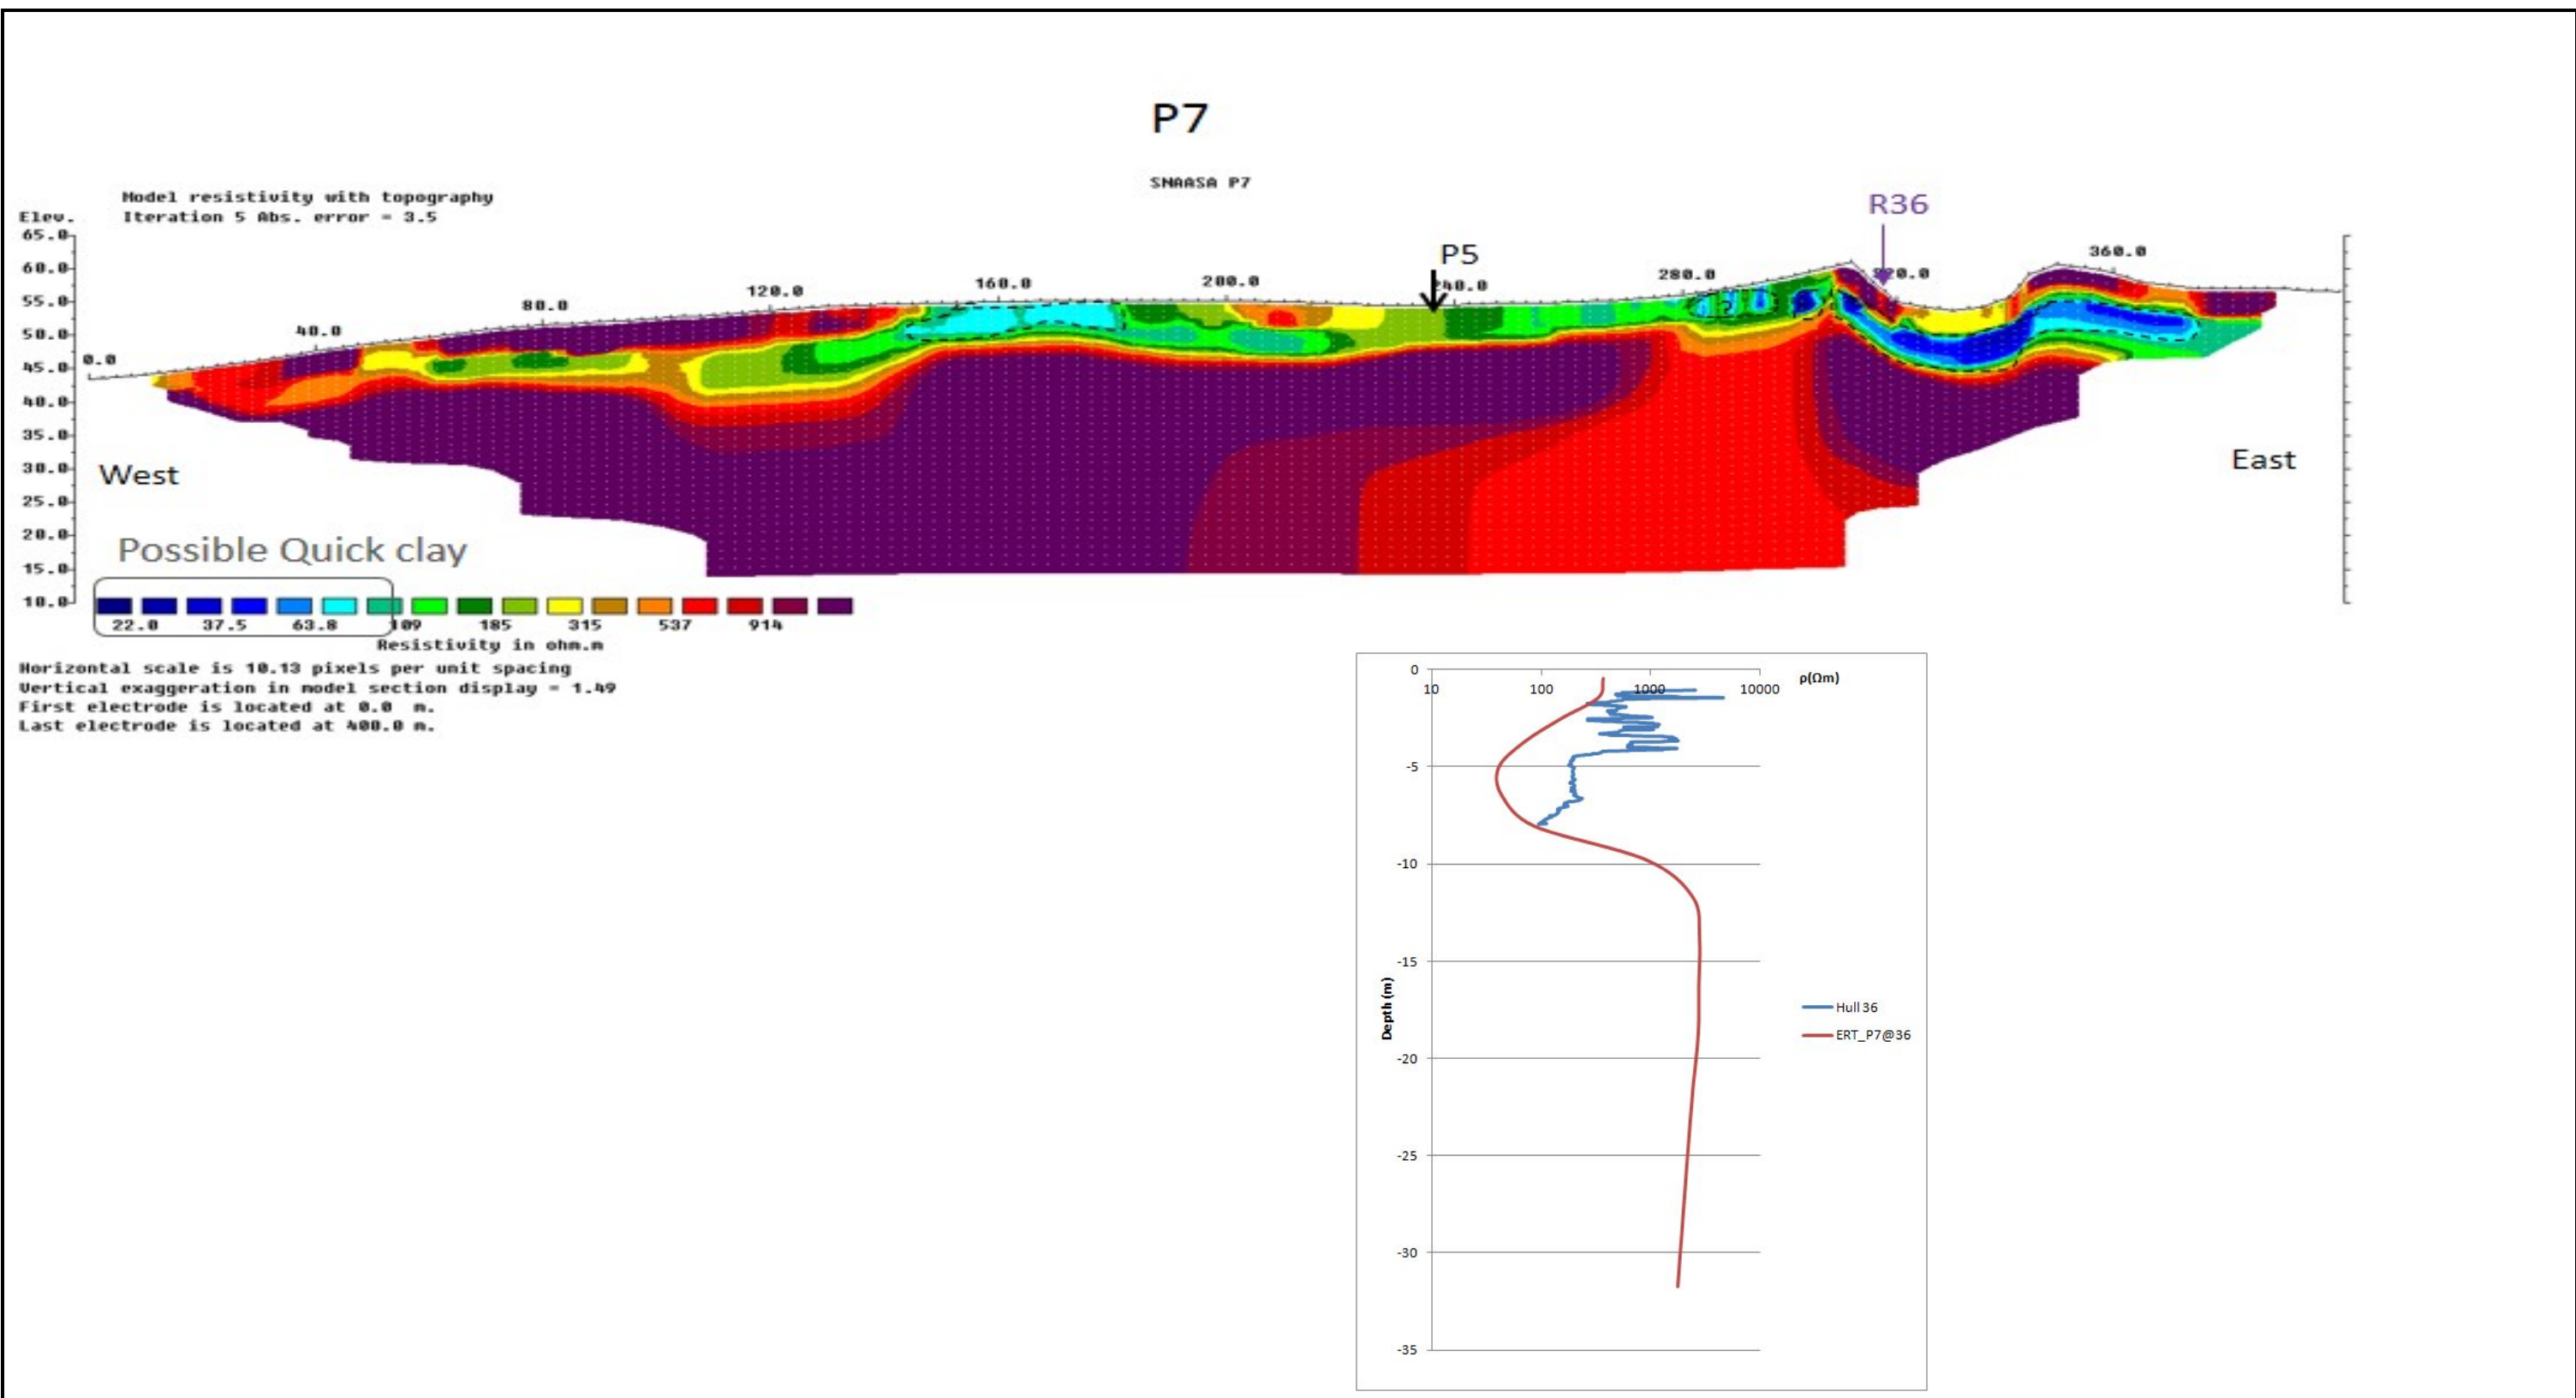 P7
SNAASA P7
Model resistivity with topography
Iteration 5 Abs. error = 3.5
Elev.
R36
P5
65.0
60.0
55.0
50.0
45.0
40.0
35.0
30.0
25.0
20.0
15.0
10.0
0.0
40.0
80.0
120.0
160.0
200.0
240.0
280.0
320.0
360.0
West
East
Possible Quick clay
22.0 37.5 63.8 109 185 315 537 914
Resistivity in ohm.m
Horizontal scale is 10.13 pixels per unit spacing
Vertical exaggeration in model section display = 1.49
First electrode is located at 0.0 m.
Last electrode is located at 400.0 m.
10 100 1000 10000 ρ(Ωm)
0
-5
-10
-15
-20
-25
-30
-35
Depth (m)
Hull 36
ERT_P7@36